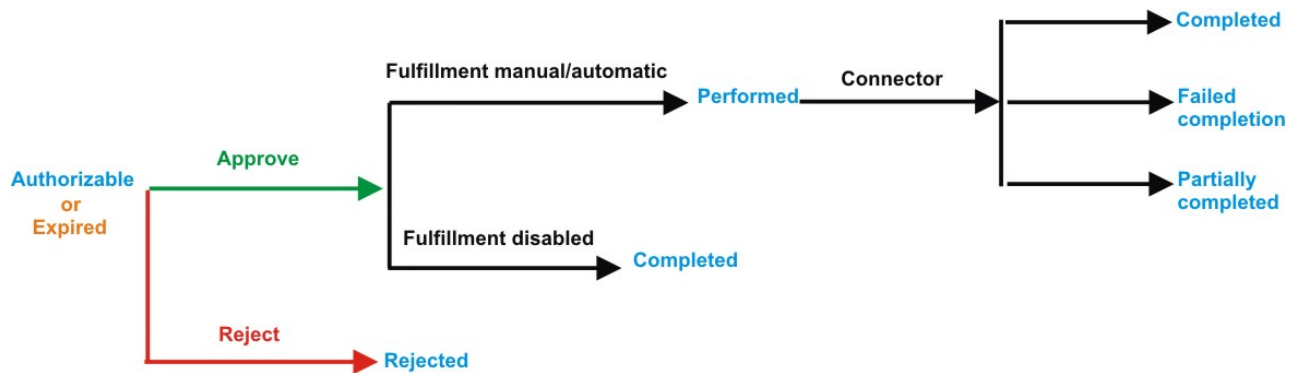 Completed
Fulfillment manual/automatic
Connector
Performed
Failed
completion
Approve
Authorizable
or
Expired
Partially
completed
Fulfillment disabled
Completed
Reject
Rejected